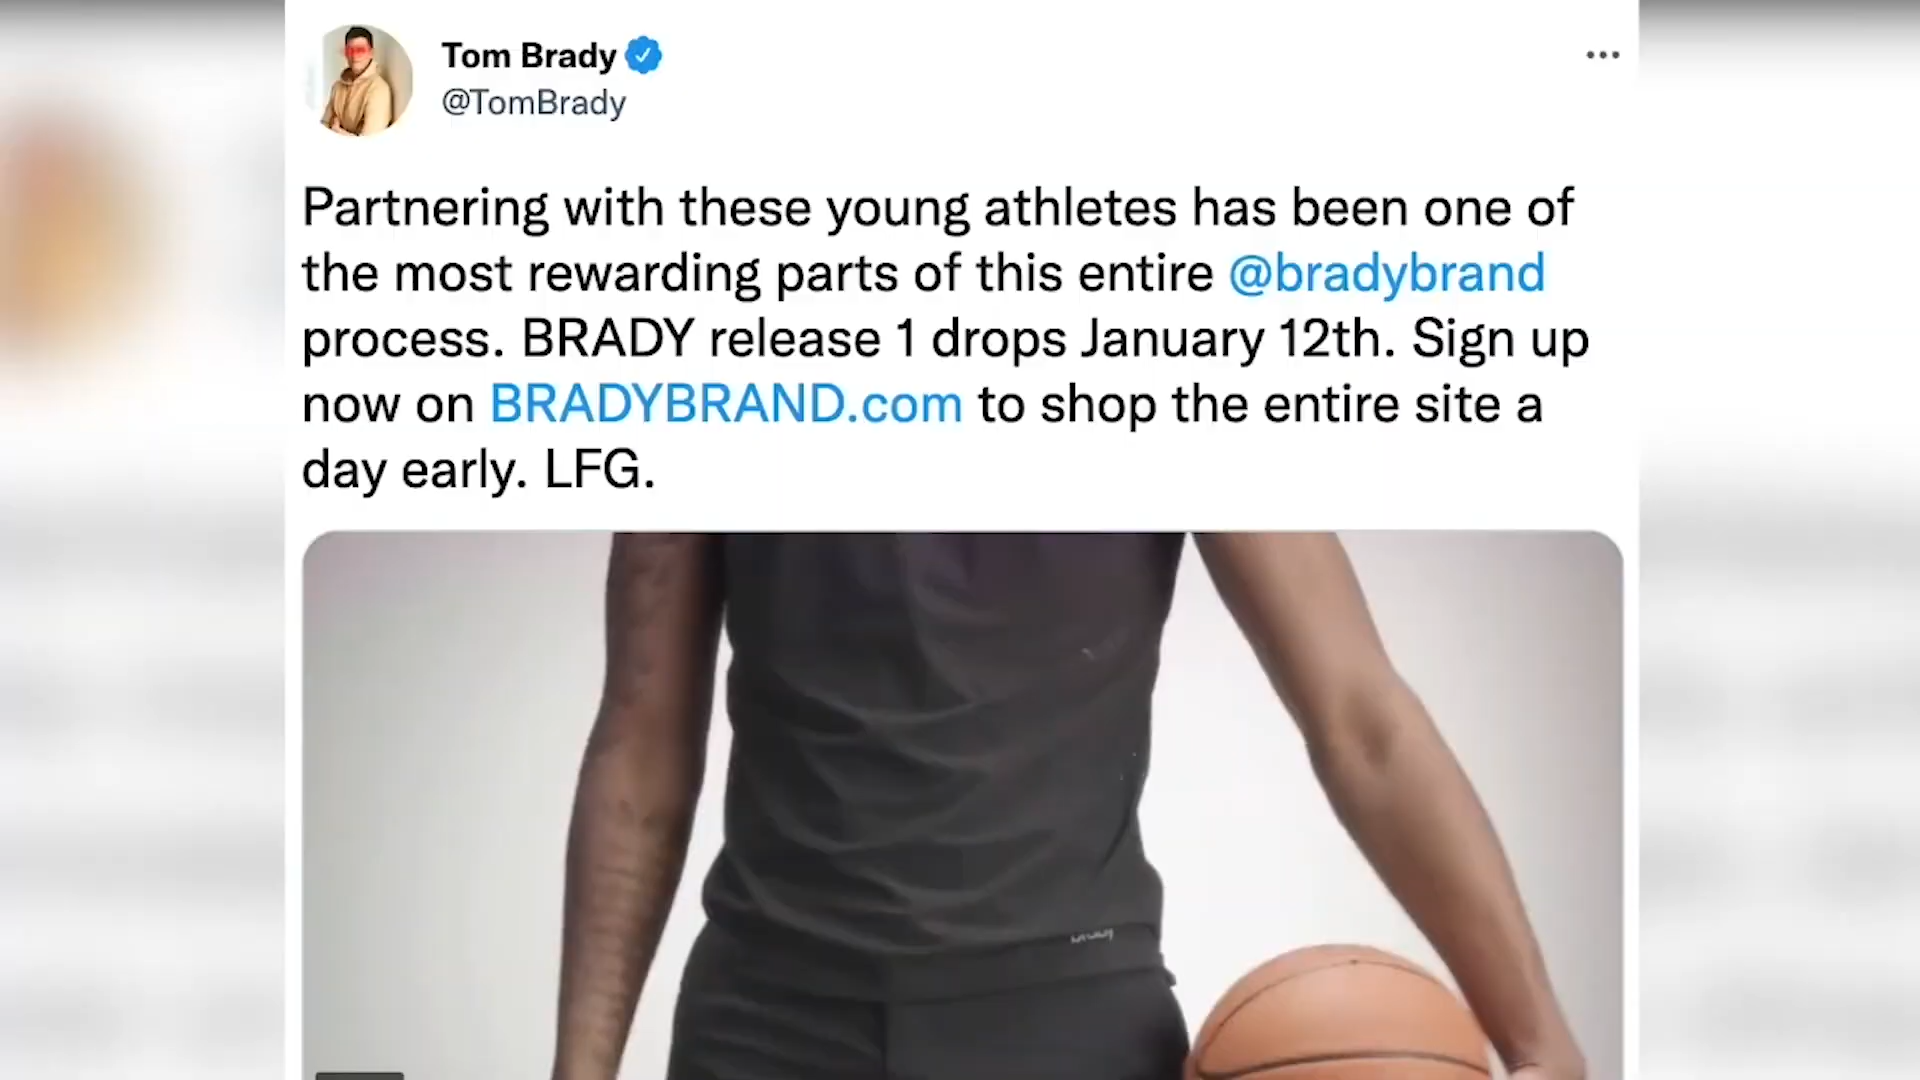 Tom Brady
@TomBrady
Partnering with these young athletes has been one of
the most rewarding parts of this entire @bradybrand
process. BRADY release 1 drops January 12th. Sign up
now on BRADYBRAND.com to shop the entire site a
day early. LFG.